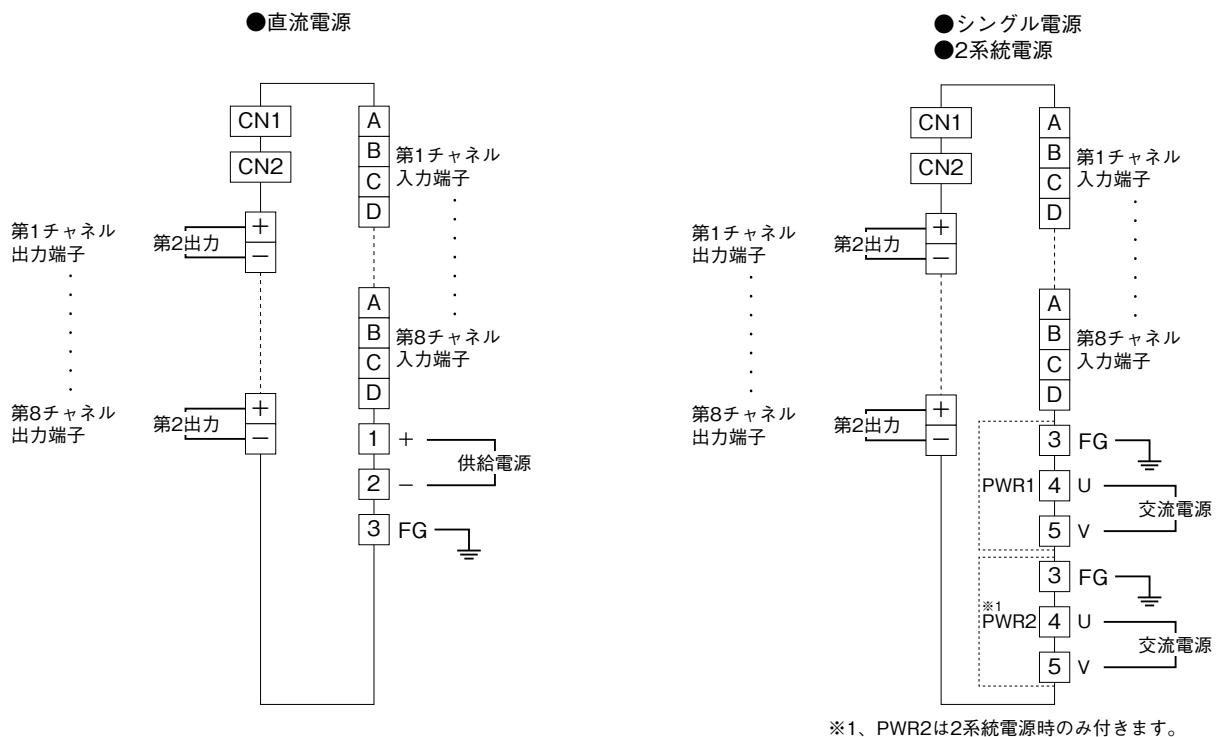 ●直流電源
CN1
CN2
A
B
C
D
第1チャネル
入力端子
第1チャネル
出力端子
第2出力
+
−
A
B
C
D
第8チャネル
入力端子
第8チャネル
出力端子
第2出力
+
−
1 +
2 −
供給電源
3 FG
●シングル電源
●2系統電源
CN1
CN2
A
B
C
D
第1チャネル
入力端子
第1チャネル
出力端子
第2出力
+
−
A
B
C
D
第8チャネル
入力端子
第8チャネル
出力端子
第2出力
+
−
PWR1
3 FG
4 U
5 V
交流電源
※1
PWR2
3 FG
4 U
5 V
交流電源
※1、PWR2は2系統電源時のみ付きます。